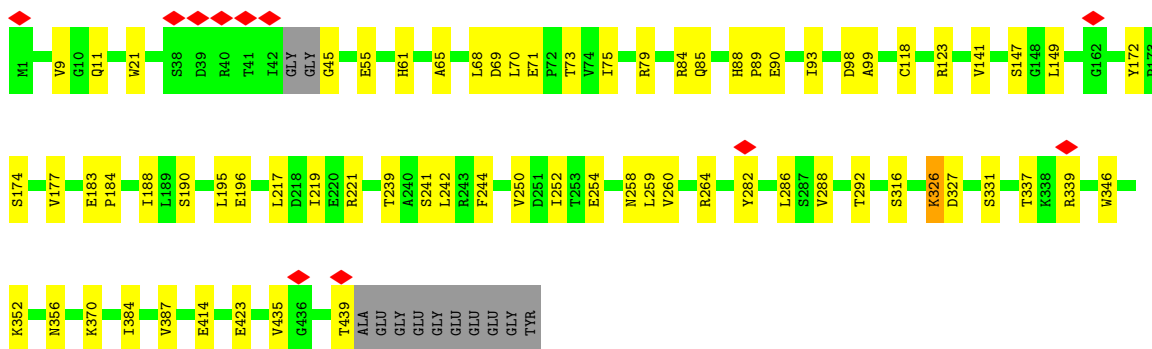 M1 V9 G10 Q11 W21 S38 D39 R40 T41 I42 GLY GLY G45 E55 H61 A65 L68 D69 L70 E71 P72 T73 V74 I75 R79 R84 Q85 H88 P89 E90 I93 D98 A99 C118 R123 V141 S147 G148 L149 G162 Y172
S174 V177 E183 P184 I188 L189 S190 L195 E196 L217 D218 I219 E220 R221 T239 A240 S241 L242 R243 F244 V250 D251 I252 T253 E254 N258 L259 V260 R264 Y282 L286 S287 V288 T292 S316 K326 D327 S331 T337 K338 R339 W346
K352 N356 K370 I384 V387 E414 E423 V435 G436 T439 ALA GLU GLY GLU GLY GLU GLU GLU GLY TYR